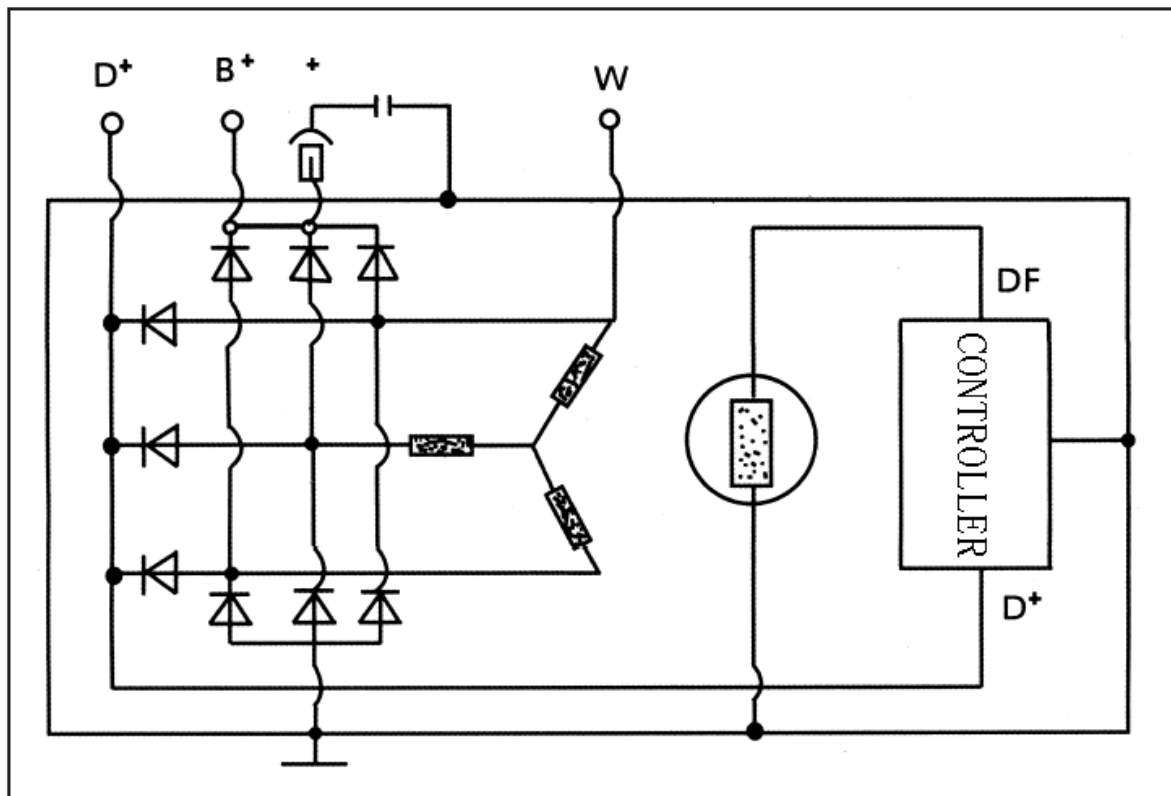 D+ B+ + W
DF
CONTROLLER
D+